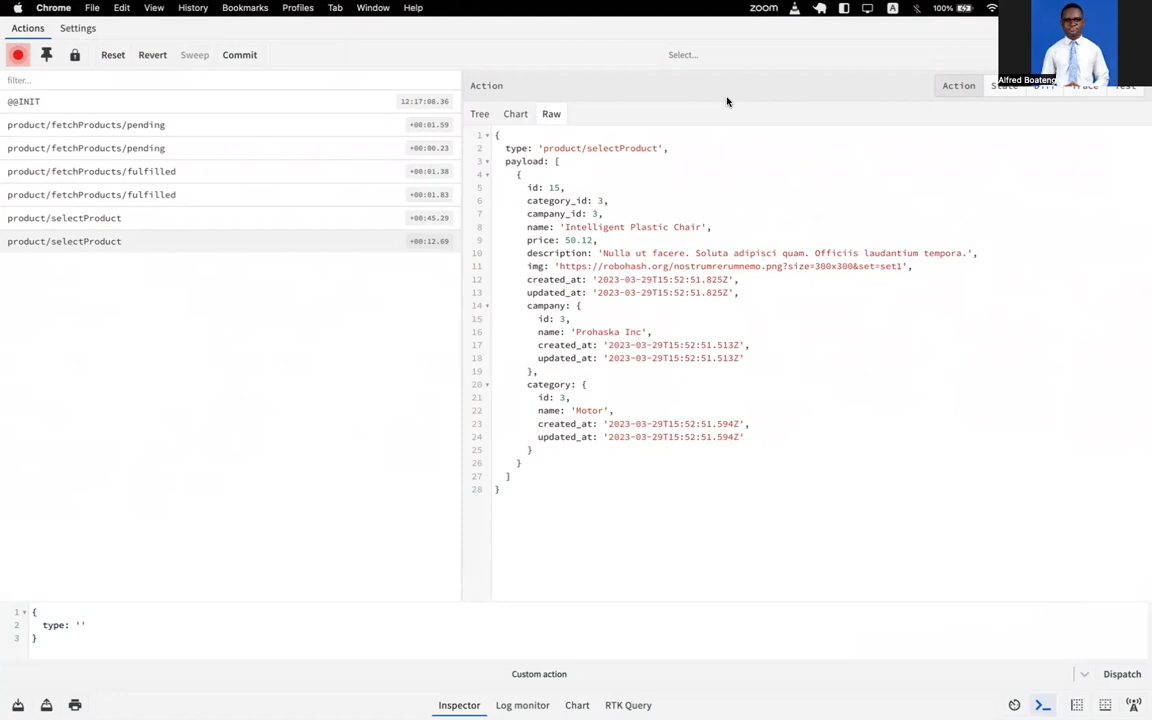 Chrome File Edit View History Bookmarks Profiles Tab Window Help zoom A 100%
Actions Settings
Reset Revert Sweep Commit Select...
Alfred Boateng
filter...
Action Action
@@INIT 12:17:08.36
Tree Chart Raw
product/fetchProducts/pending +00:01.59
product/fetchProducts/pending +00:00.23
product/fetchProducts/fulfilled +00:01.38
product/fetchProducts/fulfilled +00:01.83
product/selectProduct +00:45.29
product/selectProduct +00:12.69
1 {
2 type: 'product/selectProduct',
3 payload: [
4 {
5 id: 15,
6 category_id: 3,
7 campany_id: 3,
8 name: 'Intelligent Plastic Chair',
9 price: 50.12,
10 description: 'Nulla ut facere. Soluta adipisci quam. Officiis laudantium tempora.',
11 img: 'https://robohash.org/nostrumrerumnemo.png?size=300x300&set=set1',
12 created_at: '2023-03-29T15:52:51.825Z',
13 updated_at: '2023-03-29T15:52:51.825Z',
14 campany: {
15 id: 3,
16 name: 'Prohaska Inc',
17 created_at: '2023-03-29T15:52:51.513Z',
18 updated_at: '2023-03-29T15:52:51.513Z'
19 },
20 category: {
21 id: 3,
22 name: 'Motor',
23 created_at: '2023-03-29T15:52:51.594Z',
24 updated_at: '2023-03-29T15:52:51.594Z'
25 }
26 }
27 ]
28 }
1 {
2 type: ''
3 }
Custom action Dispatch
Inspector Log monitor Chart RTK Query